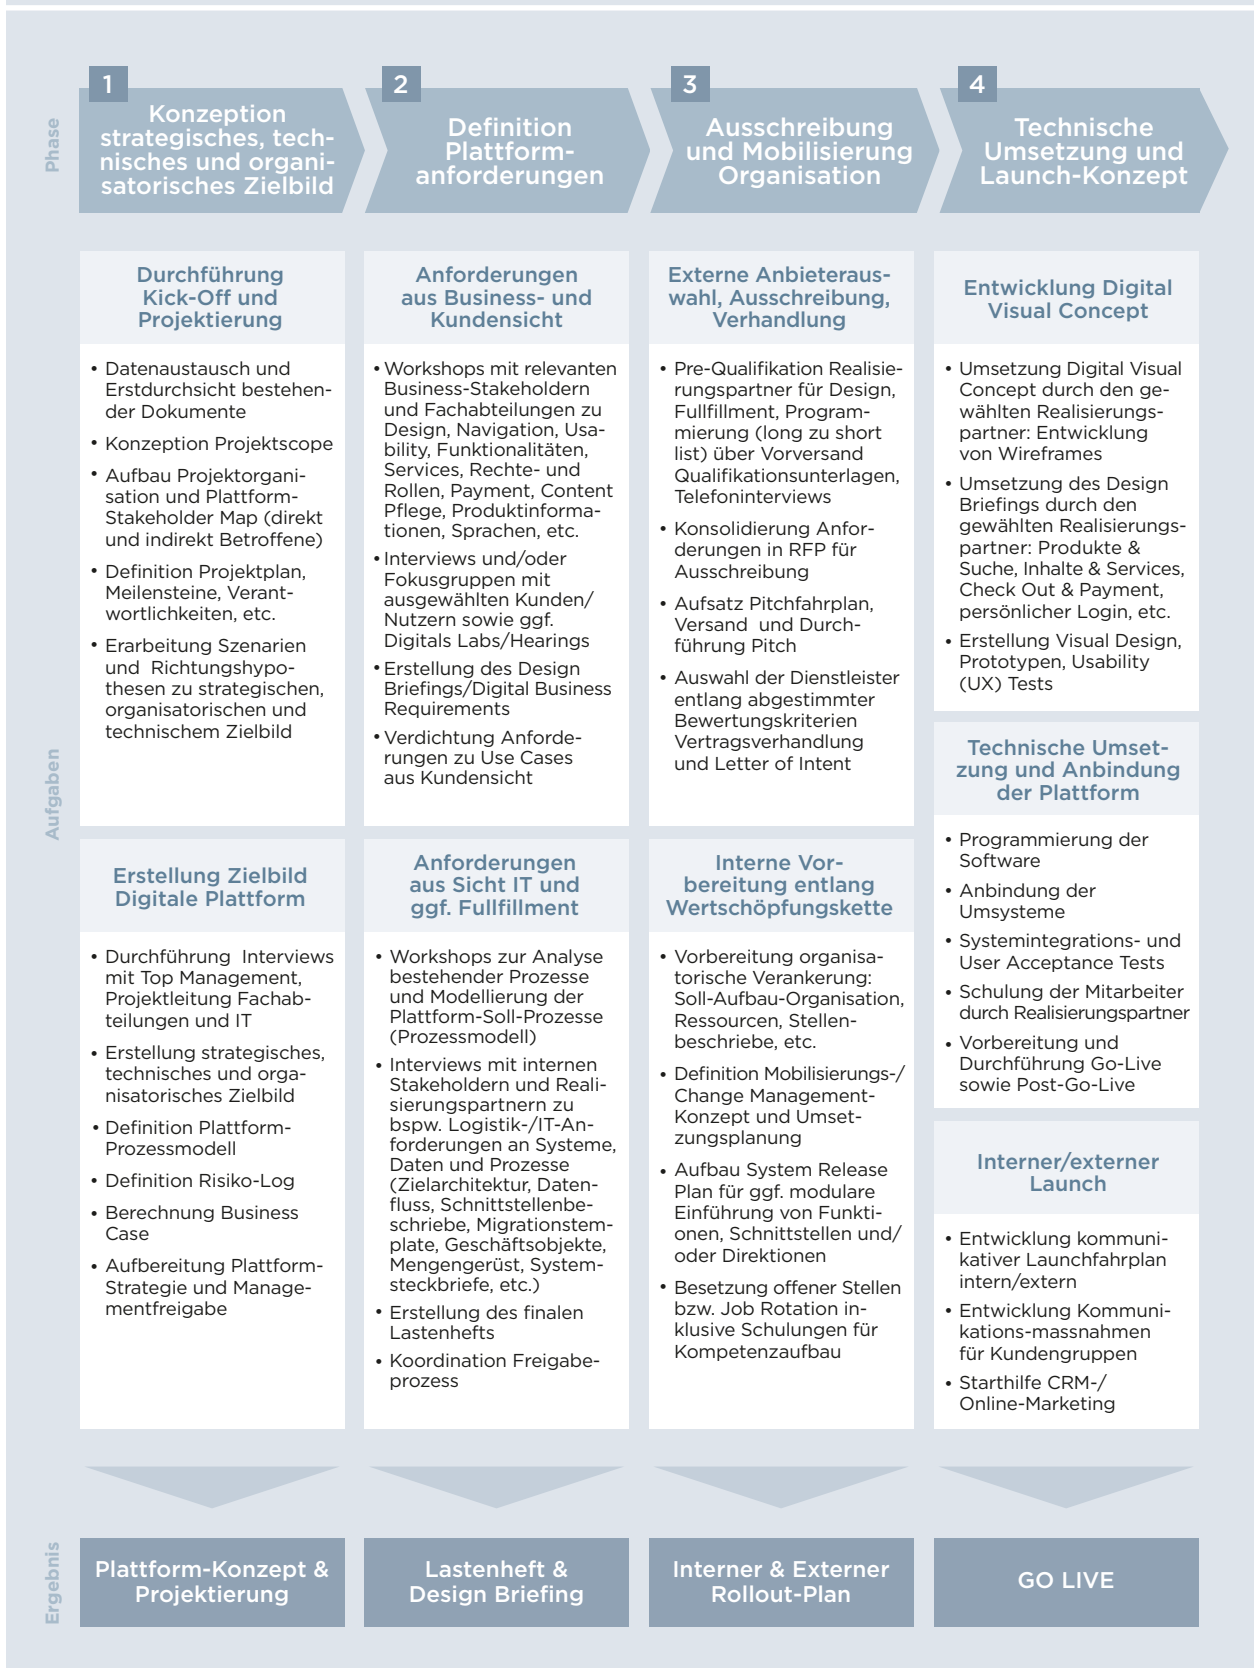 Phase
1
Konzeption
strategisches, tech-
nisches und organi-
satorisches Zielbild
2
Definition
Plattform-
anforderungen
3
Ausschreibung
und Mobilisierung
Organisation
4
Technische
Umsetzung und
Launch-Konzept
Aufgaben
Durchführung
Kick-Off und
Projektierung
• Datenaustausch und
Erstdurchsicht bestehen-
der Dokumente
• Konzeption Projektscope
• Aufbau Projektorgani-
sation und Plattform-
Stakeholder Map (direkt
und indirekt Betroffene)
• Definition Projektplan,
Meilensteine, Verant-
wortlichkeiten, etc.
• Erarbeitung Szenarien
und Richtungshypo-
thesen zu strategischen,
organisatorischen und
technischem Zielbild
Erstellung Zielbild
Digitale Plattform
• Durchführung Interviews
mit Top Management,
Projektleitung Fachab-
teilungen und IT
• Erstellung strategisches,
technisches und orga-
nisatorisches Zielbild
• Definition Plattform-
Prozessmodell
• Definition Risiko-Log
• Berechnung Business
Case
• Aufbereitung Plattform-
Strategie und Manage-
mentfreigabe
Anforderungen
aus Business- und
Kundensicht
• Workshops mit relevanten
Business-Stakeholdern
und Fachabteilungen zu
Design, Navigation, Usa-
bility, Funktionalitäten,
Services, Rechte- und
Rollen, Payment, Content
Pflege, Produktinforma-
tionen, Sprachen, etc.
• Interviews und/oder
Fokusgruppen mit
ausgewählten Kunden/
Nutzern sowie ggf.
Digitals Labs/Hearings
• Erstellung des Design
Briefings/Digital Business
Requirements
• Verdichtung Anforde-
rungen zu Use Cases
aus Kundensicht
Anforderungen
aus Sicht IT und
ggf. Fullfillment
• Workshops zur Analyse
bestehender Prozesse
und Modellierung der
Plattform-Soll-Prozesse
(Prozessmodell)
• Interviews mit internen
Stakeholdern und Reali-
sierungspartnern zu
bspw. Logistik-/IT-An-
forderungen an Systeme,
Daten und Prozesse
(Zielarchitektur, Daten-
fluss, Schnittstellenbe-
schriebe, Migrationstem-
plate, Geschäftsobjekte,
Mengengerüst, System-
steckbriefe, etc.)
• Erstellung des finalen
Lastenhefts
• Koordination Freigabe-
prozess
Externe Anbieteraus-
wahl, Ausschreibung,
Verhandlung
• Pre-Qualifikation Realisie-
rungspartner für Design,
Fullfillment, Program-
mierung (long zu short
list) über Vorversand
Qualifikationsunterlagen,
Telefoninterviews
• Konsolidierung Anfor-
derungen in RFP für
Ausschreibung
• Aufsatz Pitchfahrplan,
Versand und Durch-
führung Pitch
• Auswahl der Dienstleister
entlang abgestimmter
Bewertungskriterien
Vertragsverhandlung
und Letter of Intent
Interne Vor-
bereitung entlang
Wertschöpfungskette
• Vorbereitung organisa-
torische Verankerung:
Soll-Aufbau-Organisation,
Ressourcen, Stellen-
beschriebe, etc.
• Definition Mobilisierungs-/
Change Management-
Konzept und Umset-
zungsplanung
• Aufbau System Release
Plan für ggf. modulare
Einführung von Funkti-
onen, Schnittstellen und/
oder Direktionen
• Besetzung offener Stellen
bzw. Job Rotation in-
klusive Schulungen für
Kompetenzaufbau
Entwicklung Digital
Visual Concept
• Umsetzung Digital Visual
Concept durch den ge-
wählten Realisierungs-
partner: Entwicklung
von Wireframes
• Umsetzung des Design
Briefings durch den
gewählten Realisierungs-
partner: Produkte &
Suche, Inhalte & Services,
Check Out & Payment,
persönlicher Login, etc.
• Erstellung Visual Design,
Prototypen, Usability
(UX) Tests
Technische Umset-
zung und Anbindung
der Plattform
• Programmierung der
Software
• Anbindung der
Umsysteme
• Systemintegrations- und
User Acceptance Tests
• Schulung der Mitarbeiter
durch Realisierungspartner
• Vorbereitung und
Durchführung Go-Live
sowie Post-Go-Live
Interner/externer
Launch
• Entwicklung kommuni-
kativer Launchfahrplan
intern/extern
• Entwicklung Kommuni-
kations-massnahmen
für Kundengruppen
• Starthilfe CRM-/
Online-Marketing
Ergebnis
Plattform-Konzept &
Projektierung
Lastenheft &
Design Briefing
Interner & Externer
Rollout-Plan
GO LIVE